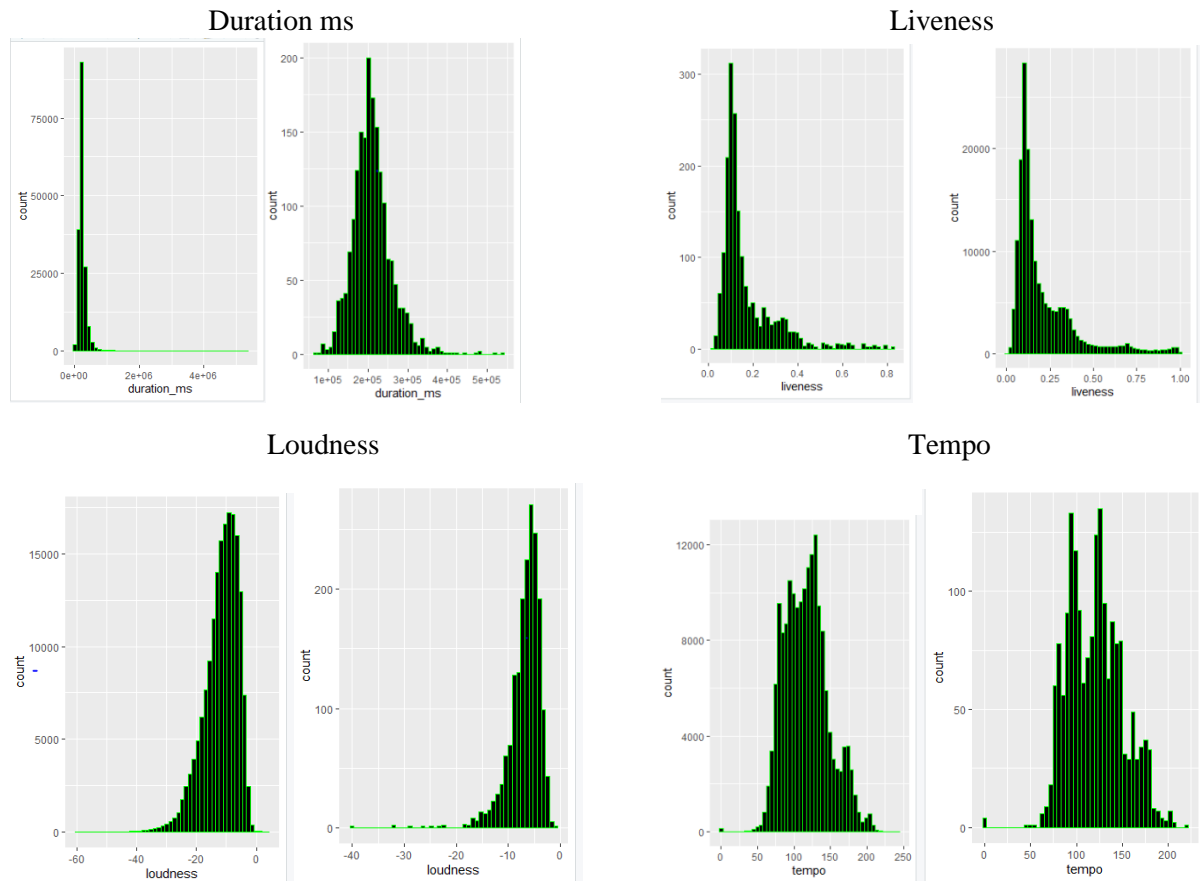 Duration ms
Liveness
count
75000
50000
25000
0
0e+00 2e+06 4e+06
duration_ms
count
200
150
100
50
0
1e+05 2e+05 3e+05 4e+05 5e+05
duration_ms
count
300
200
100
0
0.0 0.2 0.4 0.6 0.8
liveness
count
20000
10000
0
0.00 0.25 0.50 0.75 1.00
liveness
Loudness
Tempo
count
15000
10000
5000
0
-60 -40 -20 0
loudness
count
200
100
0
-40 -30 -20 -10 0
loudness
count
12000
8000
4000
0
0 50 100 150 200 250
tempo
count
100
50
0
0 50 100 150 200
tempo